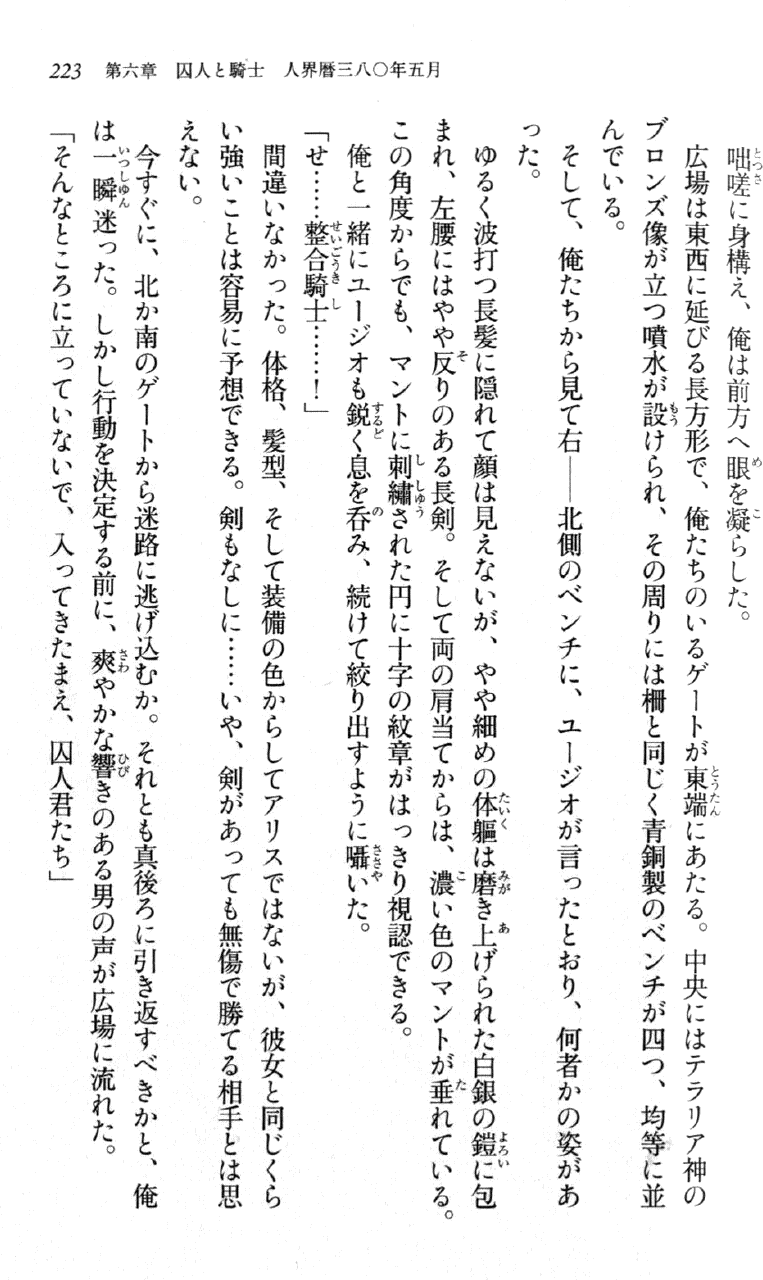 223　第六章　囚人と騎士　人界暦三八〇年五月
咄嗟に身構え、俺は前方へ眼を凝らした。
広場は東西に延びる長方形で、俺たちのいるゲートが東端にあたる。中央にはテラリア神の
ブロンズ像が立つ噴水が設けられ、その周りには柵と同じく青銅製のベンチが四つ、均等に並
んでいる。
そして、俺たちから見て右――北側のベンチに、ユージオが言ったとおり、何者かの姿があ
った。
ゆるく波打つ長髪に隠れて顔は見えないが、やや細めの体軀は磨き上げられた白銀の鎧に包
まれ、左腰にはやや反りのある長剣。そして両の肩当てからは、濃い色のマントが垂れている。
この角度からでも、マントに刺繡された円に十字の紋章がはっきり視認できる。
俺と一緒にユージオも鋭く息を呑み、続けて絞り出すように囁いた。
「せ……整合騎士……！」
間違いなかった。体格、髪型、そして装備の色からしてアリスではないが、彼女と同じくら
い強いことは容易に予想できる。剣もなしに……いや、剣があっても無傷で勝てる相手とは思
えない。
今すぐに、北か南のゲートから迷路に逃げ込むか。それとも真後ろに引き返すべきかと、俺
は一瞬迷った。しかし行動を決定する前に、爽やかな響きのある男の声が広場に流れた。
「そんなところに立っていないで、入ってきたまえ、囚人君たち」